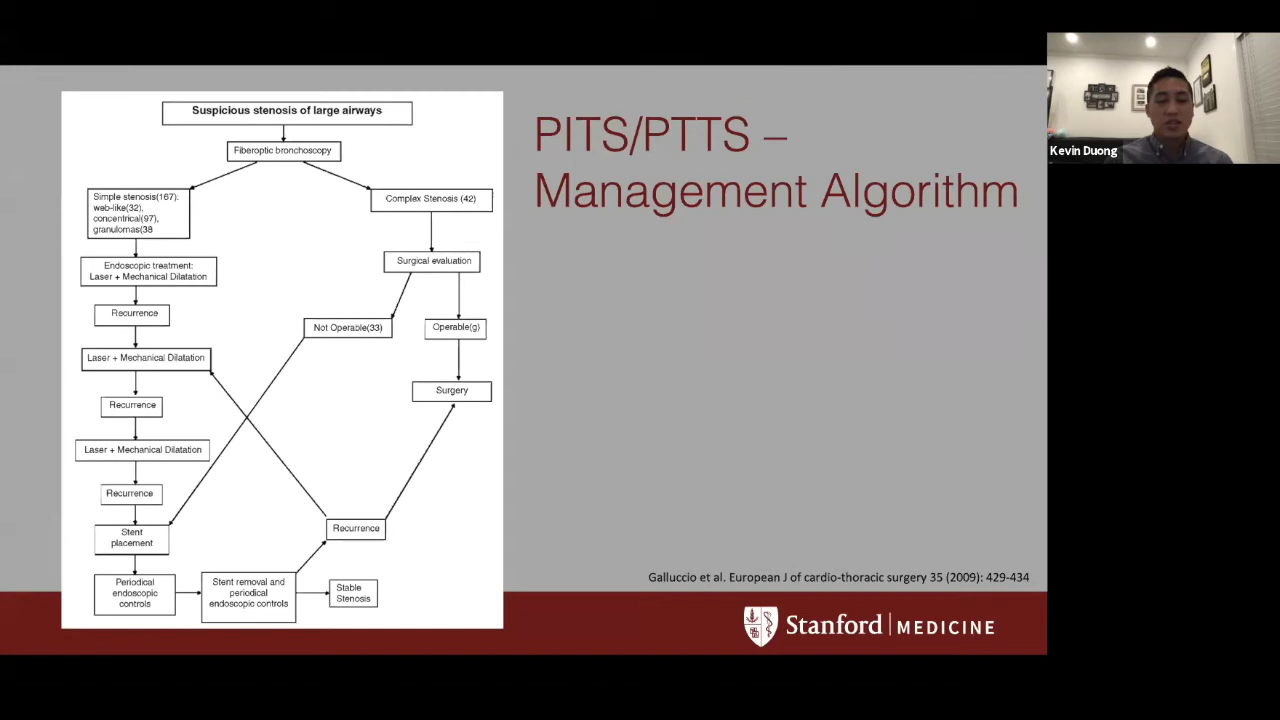 Suspicious stenosis of large airways
Fiberoptic bronchoscopy
Simple stenosis(167):
web-like(32),
concentrical(97),
granulomas(38
Complex Stenosis (42)
Endoscopic treatment:
Laser + Mechanical Dilatation
Surgical evaluation
Recurrence
Not Operable(33)
Operable(g)
Laser + Mechanical Dilatation
Surgery
Recurrence
Laser + Mechanical Dilatation
Recurrence
Stent
placement
Recurrence
Periodical
endoscopic
controls
Stent removal and
periodical
endoscopic controls
Stable
Stenosis
PITS/PTTS –
Management Algorithm
Galluccio et al. European J of cardio-thoracic surgery 35 (2009): 429-434
Stanford MEDICINE
Kevin Duong